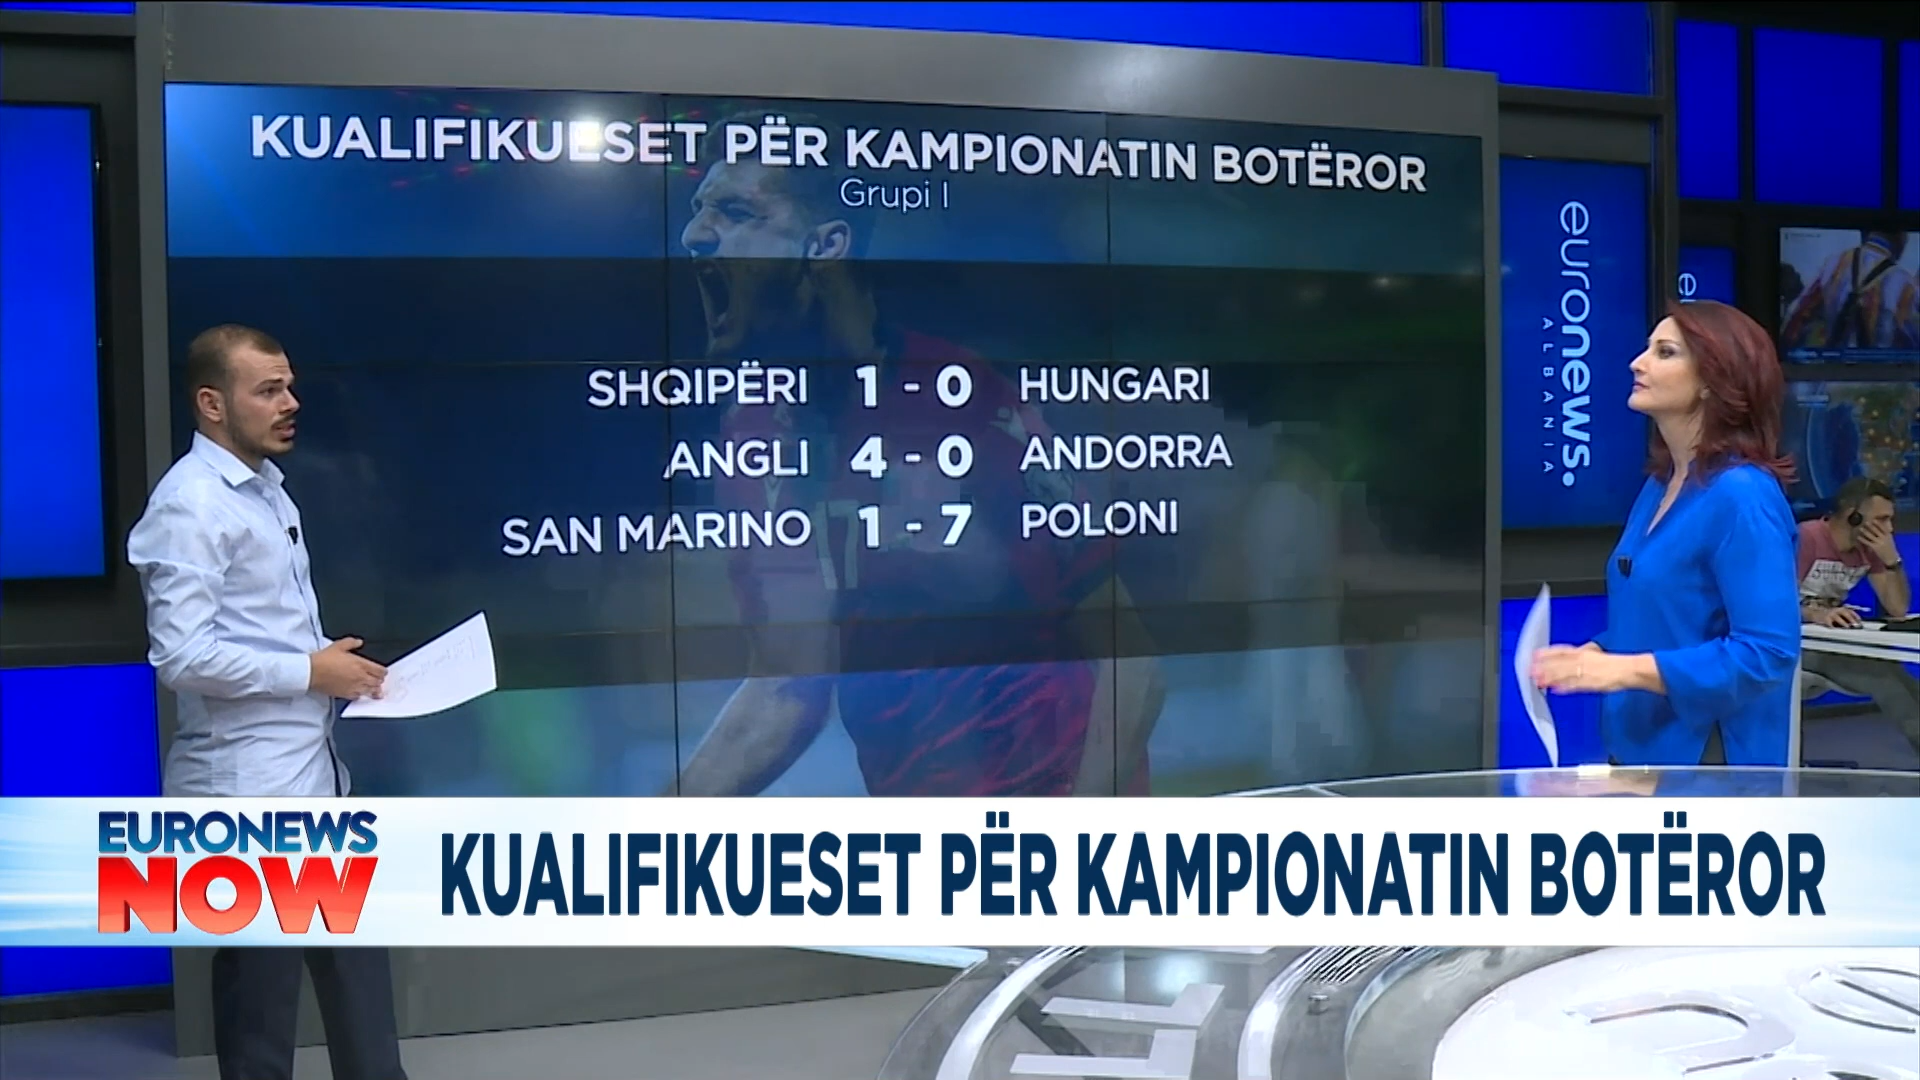 KUALIFIKUESET PËR KAMPIONATIN BOTËROR
Grupi I
SHQIPËRI 1 - 0 HUNGARI
ANGLI 4 - 0 ANDORRA
SAN MARINO 1 - 7 POLONI
17
euronews.
ALBANIA
EURONEWS
NOW
KUALIFIKUESET PËR KAMPIONATIN BOTËROR